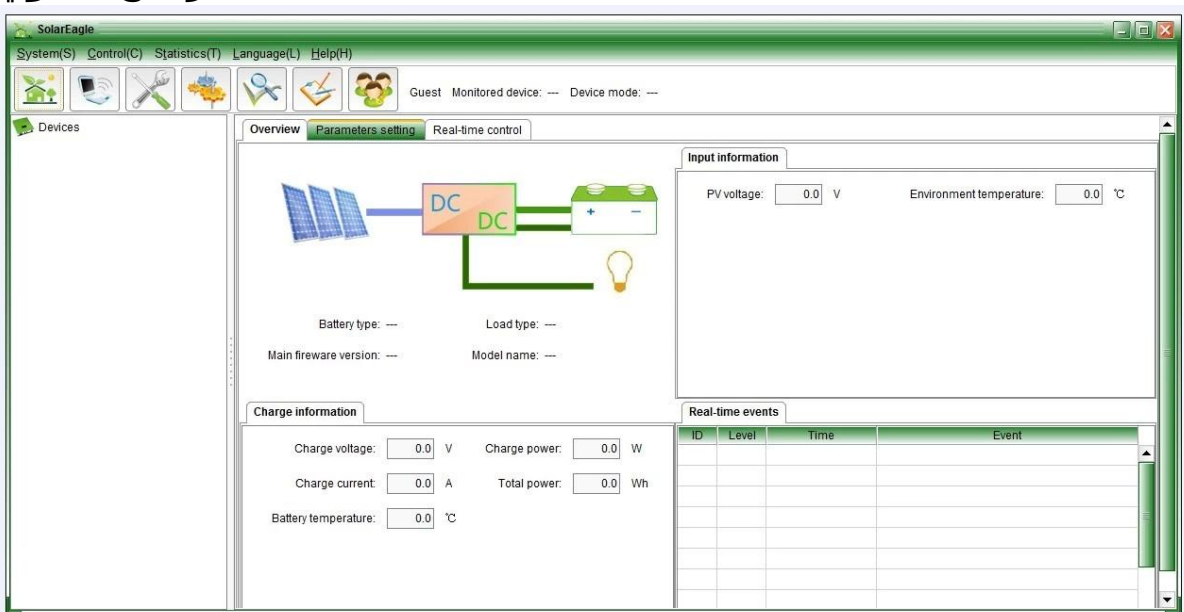 SolarEagle
System(S) Control(C) Statistics(T) Language(L) Help(H)
Guest Monitored device: --- Device mode: ---
Devices
Overview Parameters setting Real-time control
DC
DC
+ −
Battery type: --- Load type: ---
Main fireware version: --- Model name: ---
Input information
PV voltage: 0.0 V Environment temperature: 0.0 ℃
Charge information
Charge voltage: 0.0 V Charge power: 0.0 W
Charge current: 0.0 A Total power: 0.0 Wh
Battery temperature: 0.0 ℃
Real-time events
ID Level Time Event